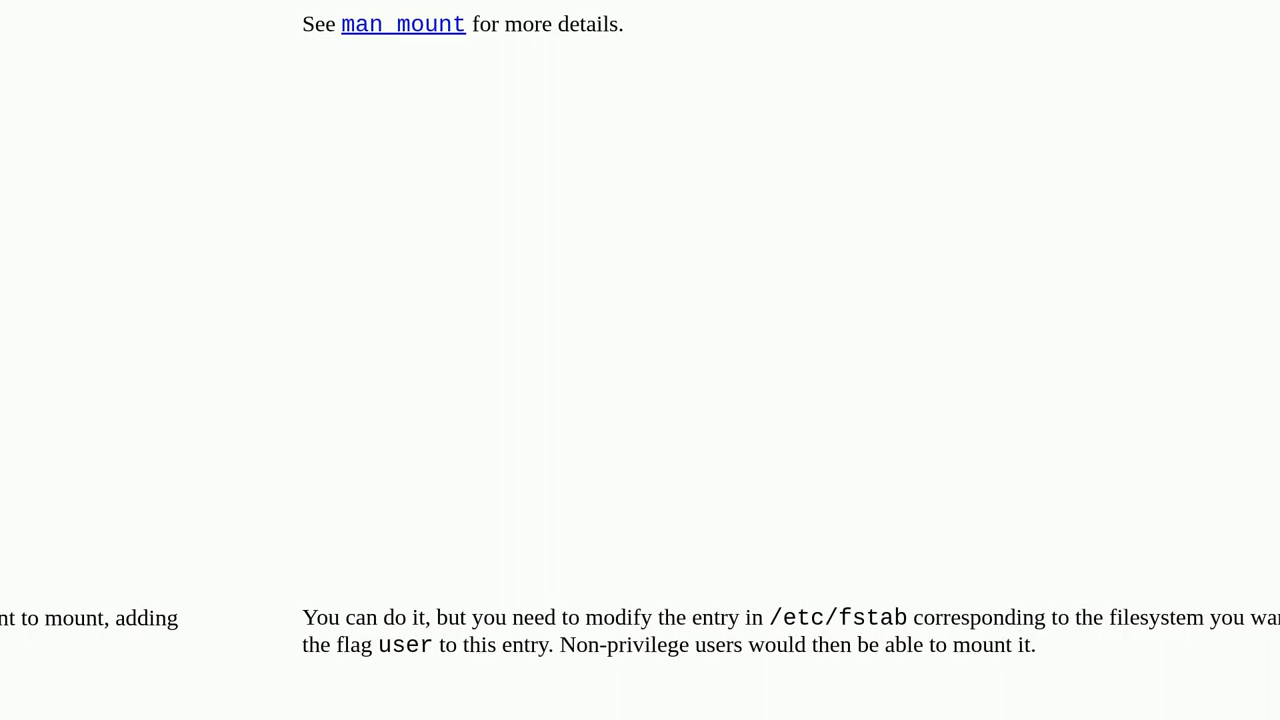 See man mount for more details.
nt to mount, adding
You can do it, but you need to modify the entry in /etc/fstab corresponding to the filesystem you
the flag user to this entry. Non-privilege users would then be able to mount it.